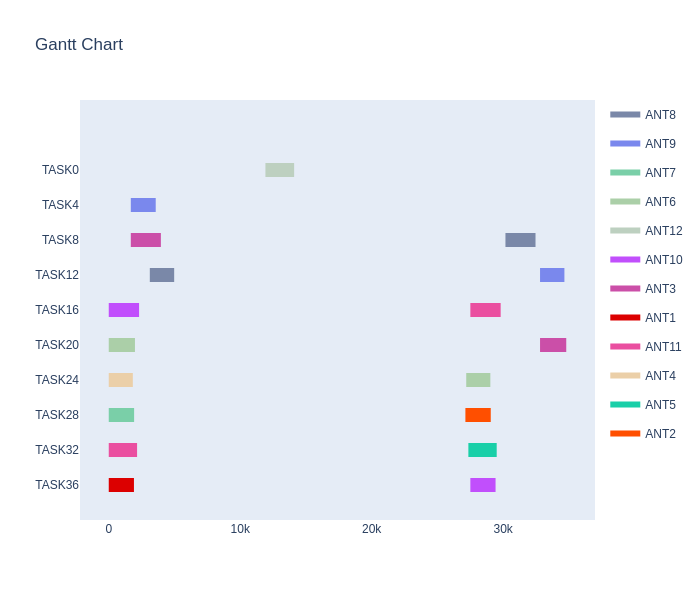 Gantt Chart
TASK0
TASK4
TASK8
TASK12
TASK16
TASK20
TASK24
TASK28
TASK32
TASK36
0
10k
20k
30k
ANT8
ANT9
ANT7
ANT6
ANT12
ANT10
ANT3
ANT1
ANT11
ANT4
ANT5
ANT2